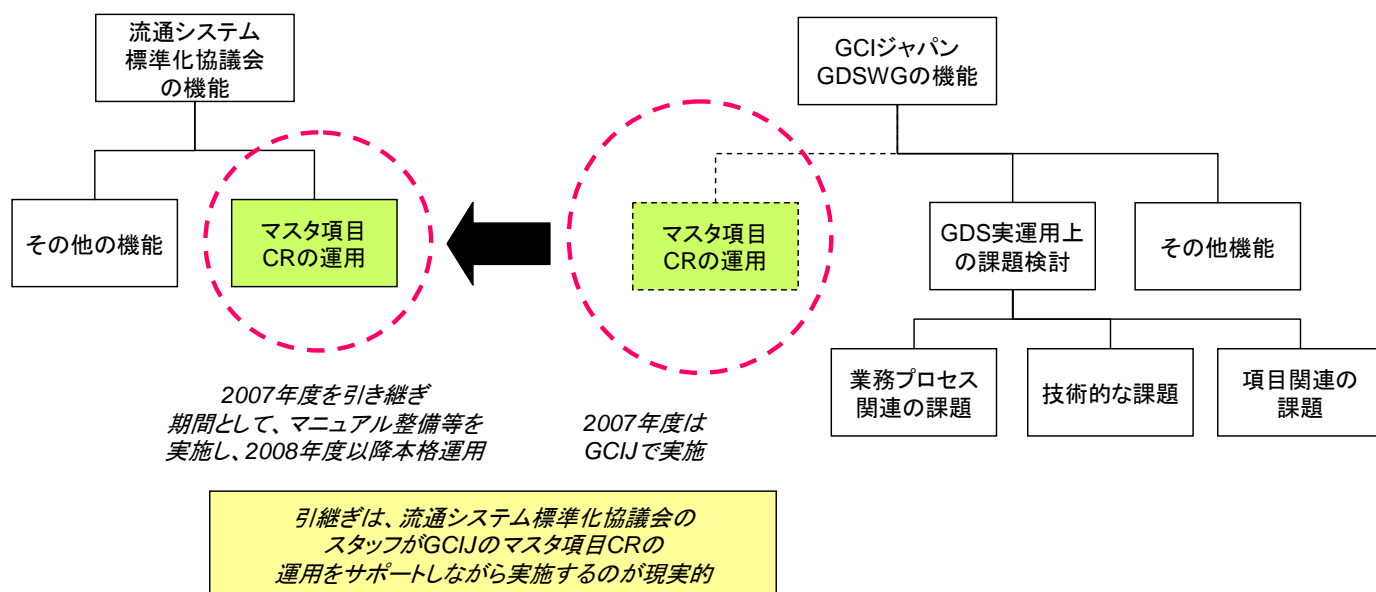 流通システム
標準化協議会
の機能
GCIジャパン
GDSWGの機能
その他の機能
マスタ項目
CRの運用
マスタ項目
CRの運用
GDS実運用上
の課題検討
その他機能
業務プロセス
関連の課題
技術的な課題
項目関連の
課題
2007年度を引き継ぎ
期間として、マニュアル整備等を
実施し、2008年度以降本格運用
2007年度は
GCIJで実施
引継ぎは、流通システム標準化協議会の
スタッフがGCIJのマスタ項目CRの
運用をサポートしながら実施するのが現実的